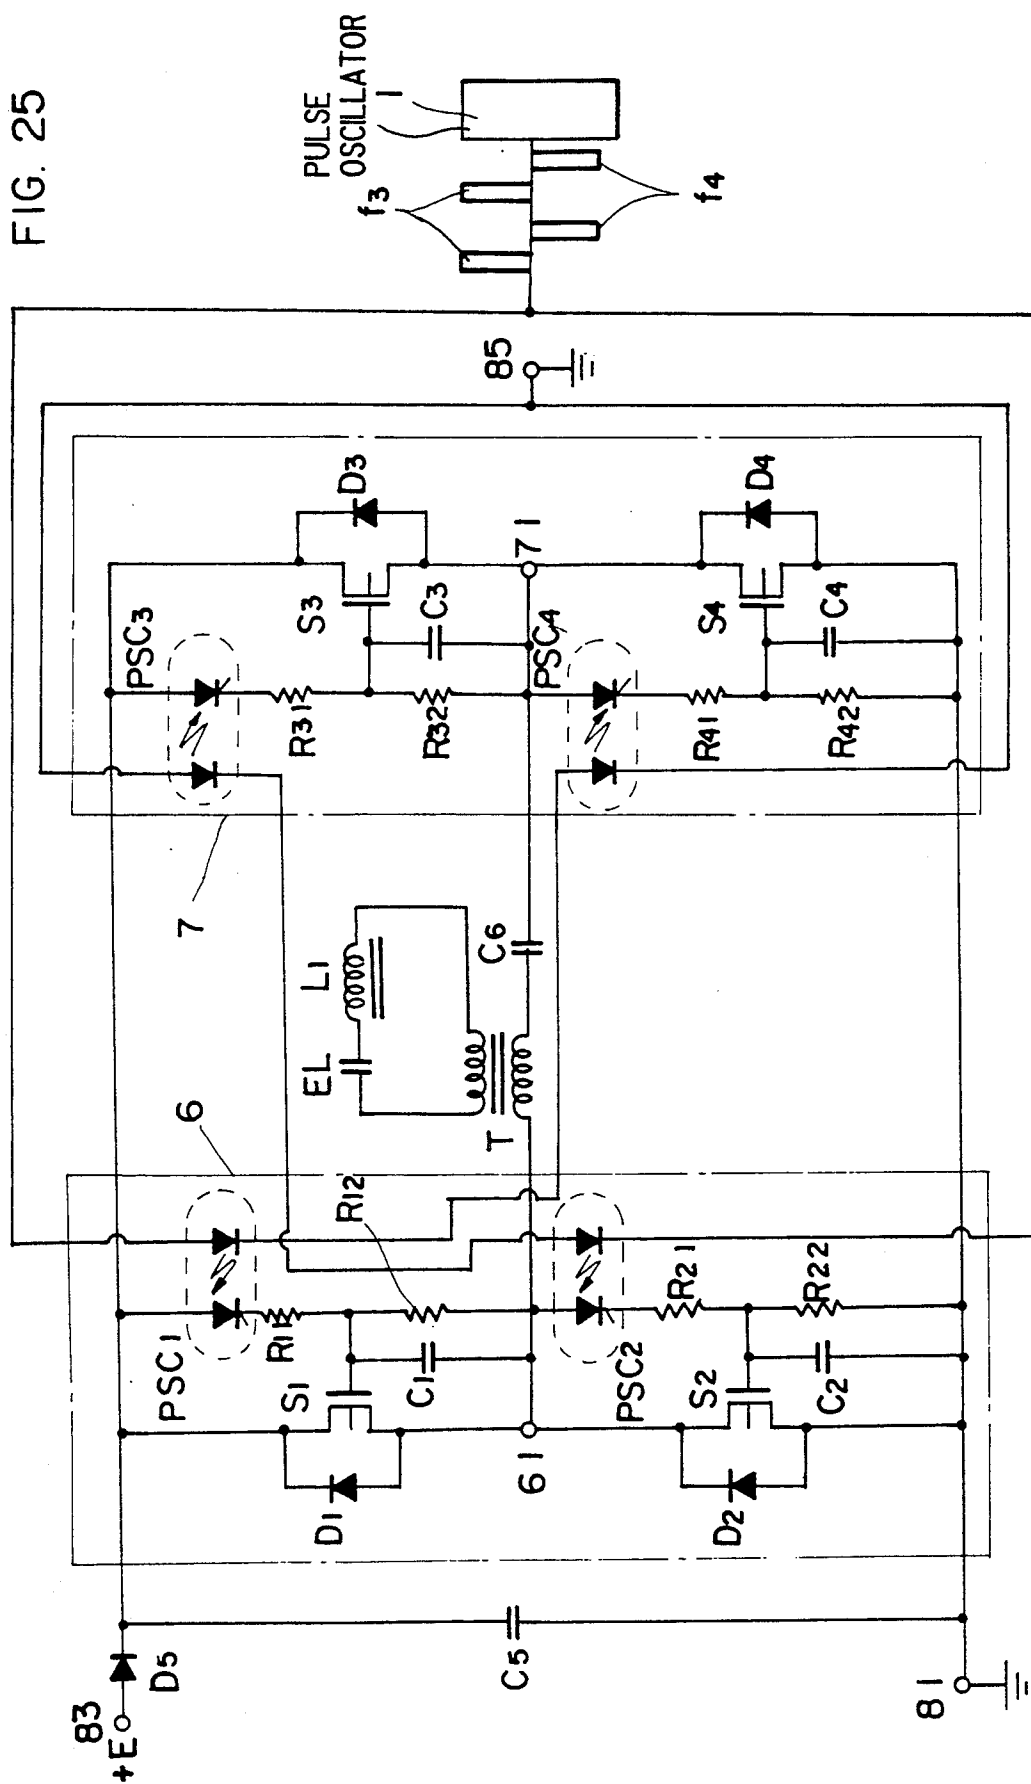 FIG. 25
PULSE
OSCILLATOR
1
f3
f4
85
PSC3
D3
S3
R31
C3
R32
71
PSC4
D4
S4
R41
C4
R42
7
EL
L1
C6
T
6
PSC1
R11
R12
S1
C1
D1
61
PSC2
R21
S2
R22
C2
D2
83
+E
D5
C5
81